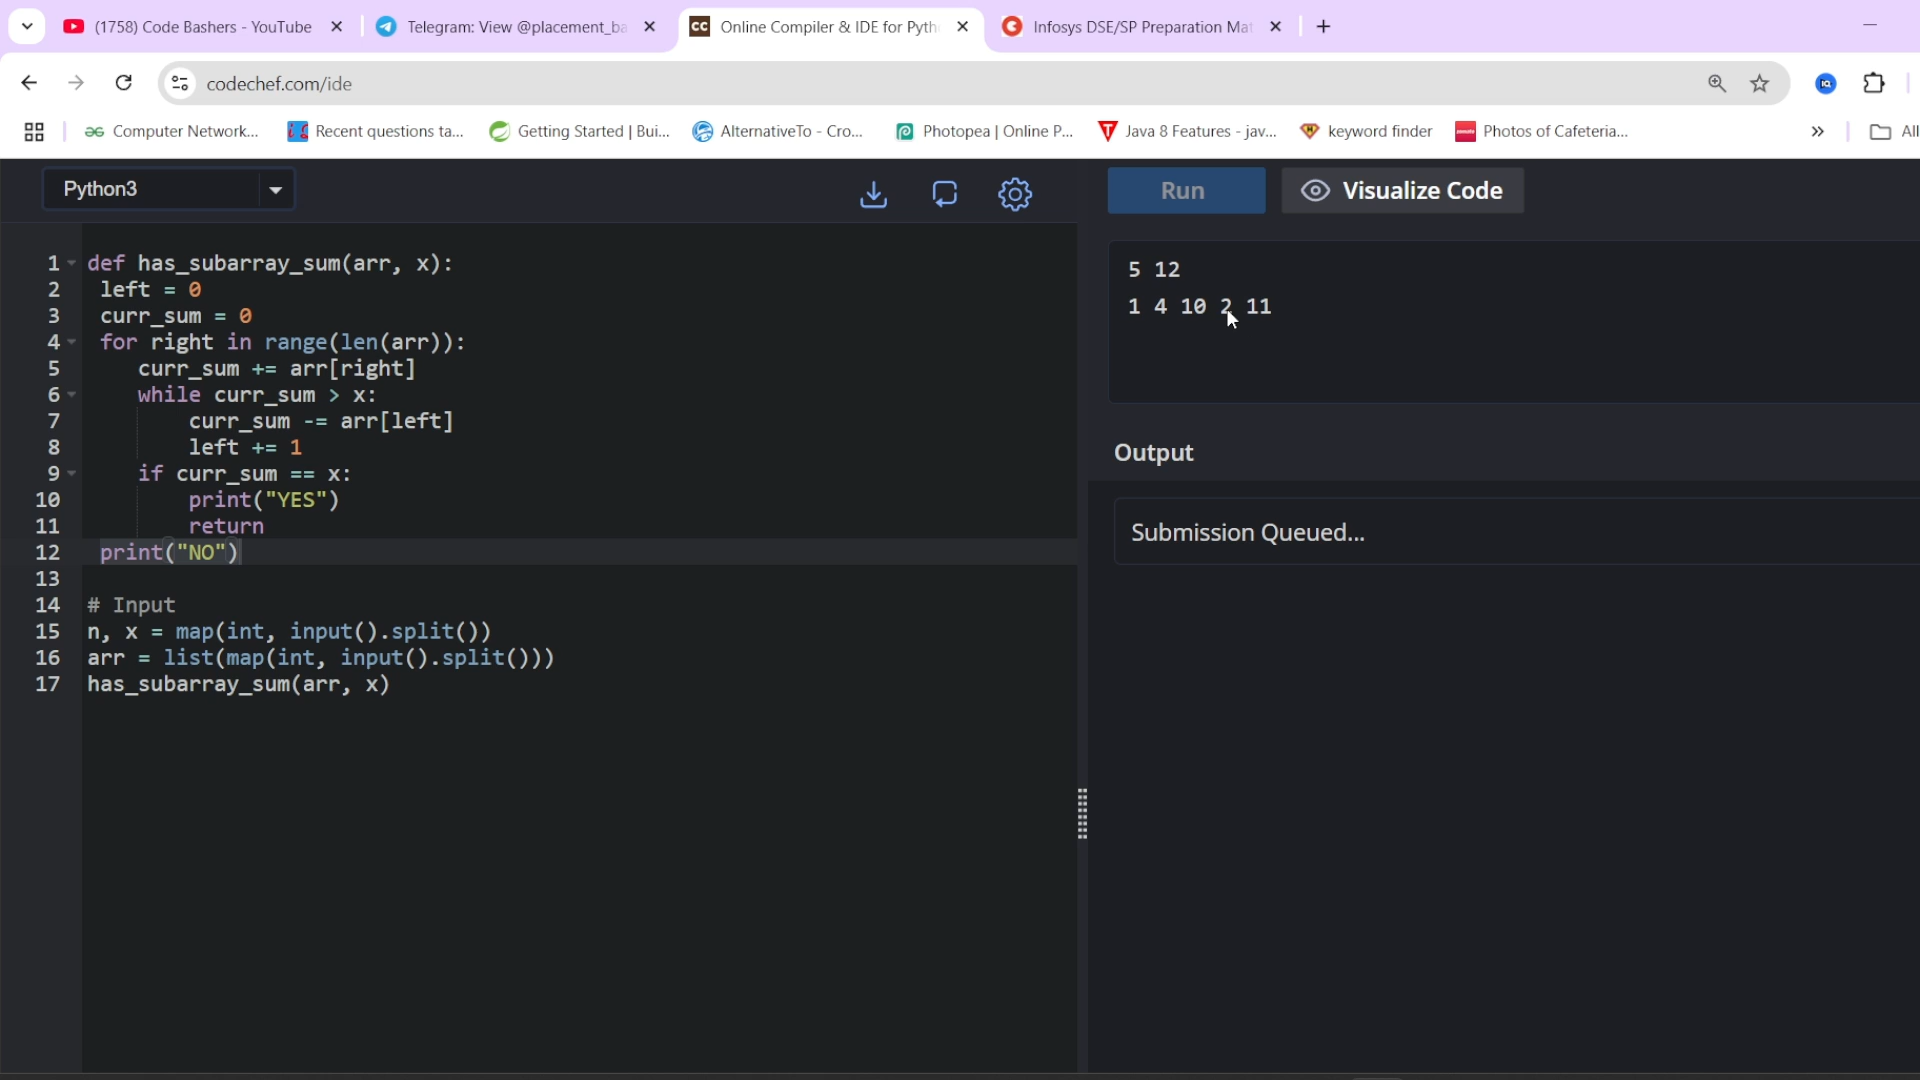 (1758) Code Bashers - YouTube
Telegram: View @placement_ba
CC Online Compiler & IDE for Pyth
Infosys DSE/SP Preparation Mat
codechef.com/ide
Computer Network...
Recent questions ta...
Getting Started | Bui...
AlternativeTo - Cro...
Photopea | Online P...
Java 8 Features - jav...
keyword finder
Photos of Cafeteria...
All
Python3
Run
Visualize Code
1 def has_subarray_sum(arr, x):
2 left = 0
3 curr_sum = 0
4 for right in range(len(arr)):
5 curr_sum += arr[right]
6 while curr_sum > x:
7 curr_sum -= arr[left]
8 left += 1
9 if curr_sum == x:
10 print("YES")
11 return
12 print("NO")
13
14 # Input
15 n, x = map(int, input().split())
16 arr = list(map(int, input().split()))
17 has_subarray_sum(arr, x)
5 12
1 4 10 2 11
Output
Submission Queued...